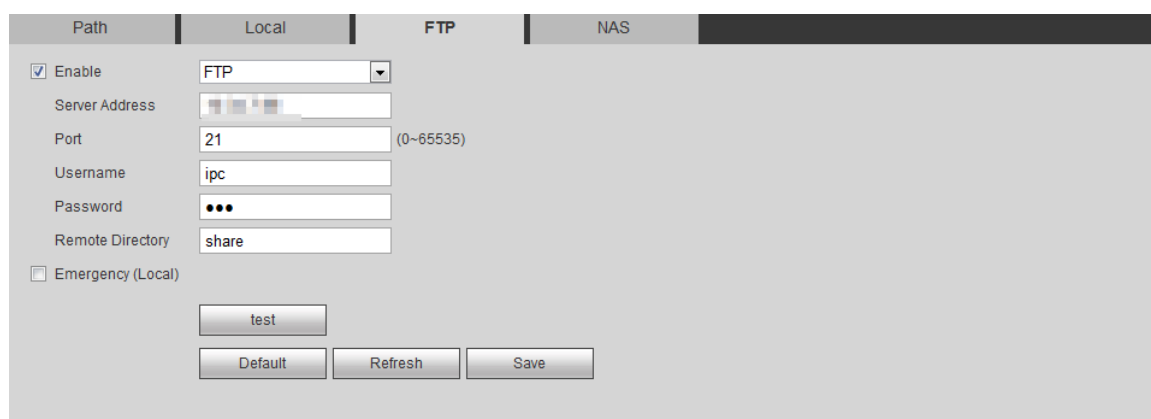 Path Local FTP NAS
Enable FTP
Server Address
Port 21 (0~65535)
Username ipc
Password ●●●
Remote Directory share
Emergency (Local)
test
Default Refresh Save